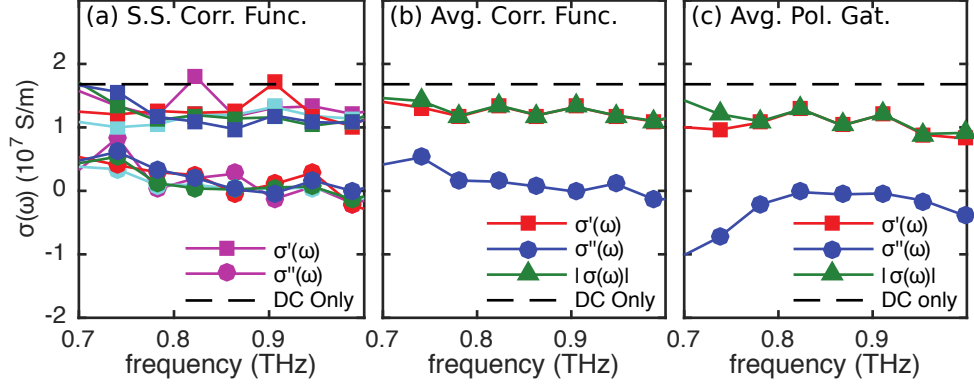 (a) S.S. Corr. Func.
(b) Avg. Corr. Func.
(c) Avg. Pol. Gat.
σ(ω) (10⁷ S/m)
2
1
0
-1
-2
σ'(ω)
σ''(ω)
DC Only
σ'(ω)
σ''(ω)
|σ(ω)|
DC Only
σ'(ω)
σ''(ω)
|σ(ω)|
DC only
0.7 0.8 0.9
0.7 0.8 0.9
0.7 0.8 0.9
frequency (THz)
frequency (THz)
frequency (THz)